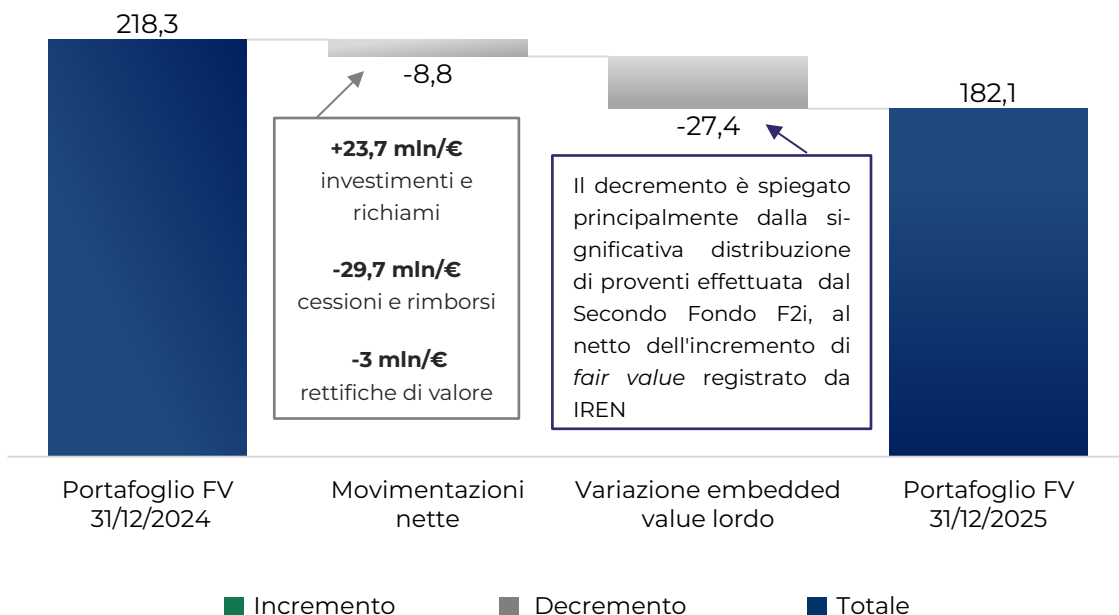 218,3
-8,8
-27,4
182,1
+23,7 mln/€
investimenti e
richiami
-29,7 mln/€
cessioni e rimborsi
-3 mln/€
rettifiche di valore
Il decremento è spiegato
principalmente dalla si-
gnificativa distribuzione
di proventi effettuata dal
Secondo Fondo F2i, al
netto dell'incremento di
fair value registrato da
IREN
Portafoglio FV
31/12/2024
Movimentazioni
nette
Variazione embedded
value lordo
Portafoglio FV
31/12/2025
Incremento
Decremento
Totale